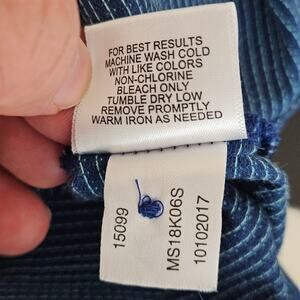 FOR BEST RESULTS
MACHINE WASH COLD
WITH LIKE COLORS
NON-CHLORINE
BLEACH ONLY
TUMBLE DRY LOW
REMOVE PROMPTLY
WARM IRON AS NEEDED
15099
MS18K06S
10102017